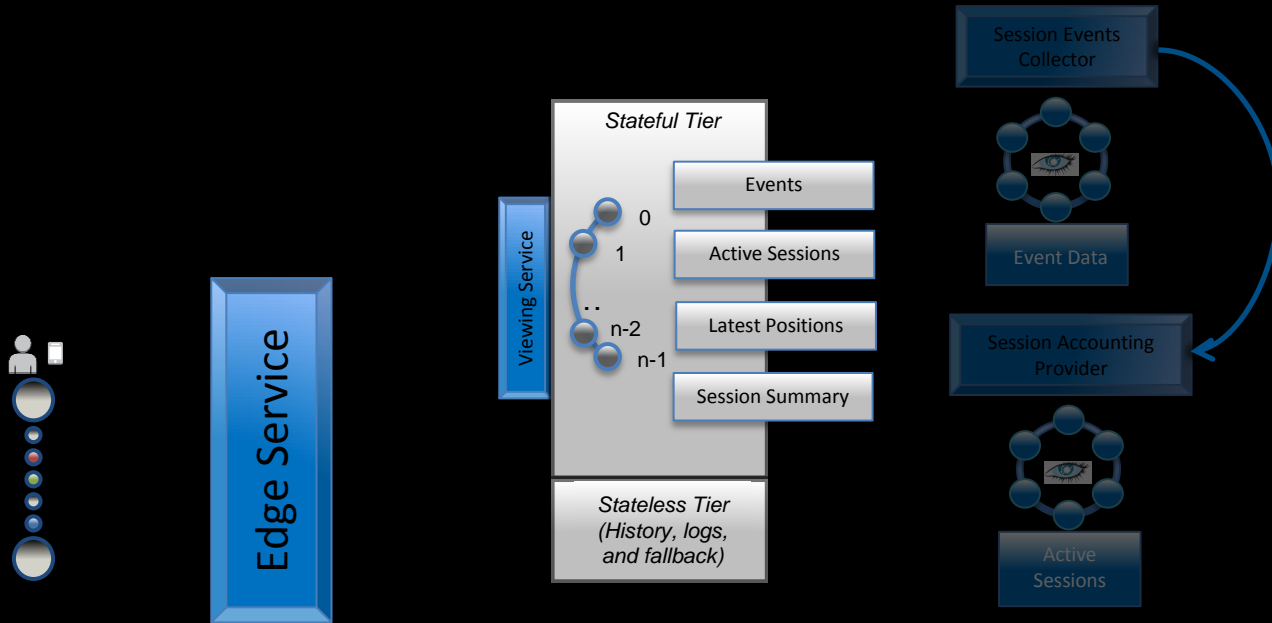 Edge Service
Viewing Service
Stateful Tier
0
1
..
n-2
n-1
Events
Active Sessions
Latest Positions
Session Summary
Stateless Tier
(History, logs,
and fallback)
Session Events
Collector
Event Data
Session Accounting
Provider
Active
Sessions